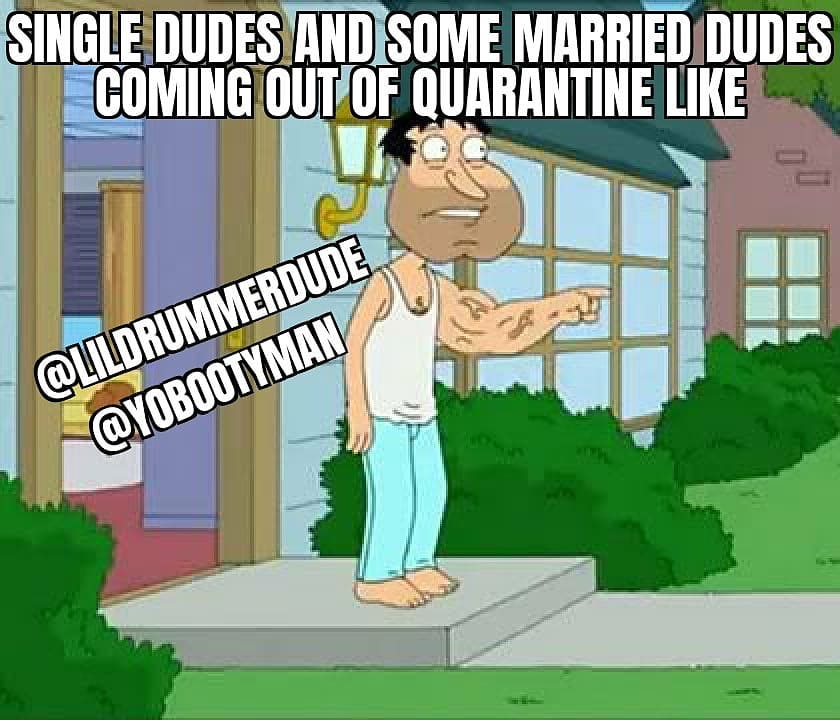 SINGLE DUDES AND SOME MARRIED DUDES
COMING OUT OF QUARANTINE LIKE
@LILDRUMMERDUDE
@YOBOOTYMAN